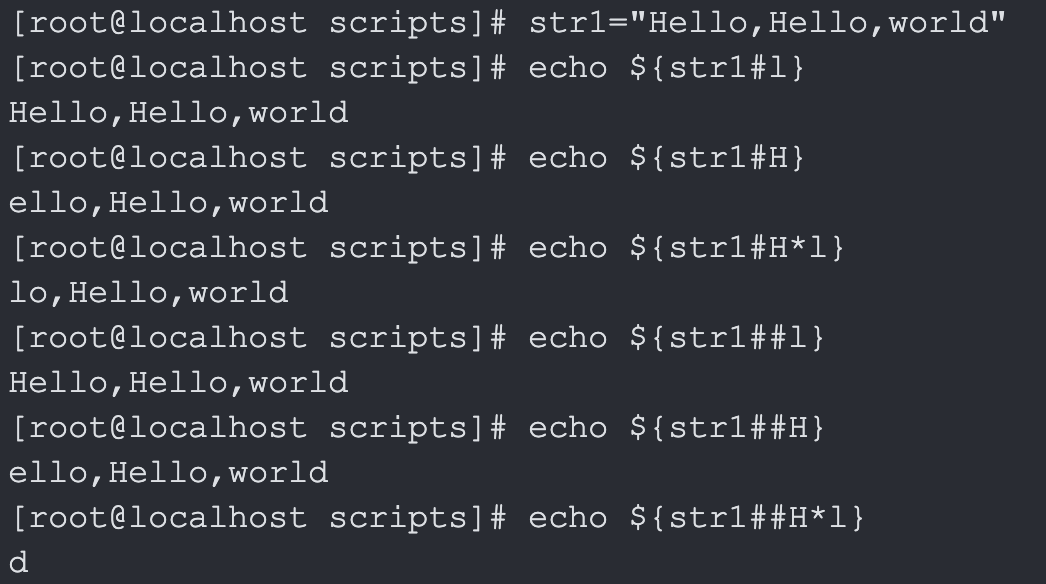 [root@localhost scripts]# str1="Hello,Hello,world"
[root@localhost scripts]# echo ${str1#l}
Hello,Hello,world
[root@localhost scripts]# echo ${str1#H}
ello,Hello,world
[root@localhost scripts]# echo ${str1#H*l}
lo,Hello,world
[root@localhost scripts]# echo ${str1##l}
Hello,Hello,world
[root@localhost scripts]# echo ${str1##H}
ello,Hello,world
[root@localhost scripts]# echo ${str1##H*l}
d